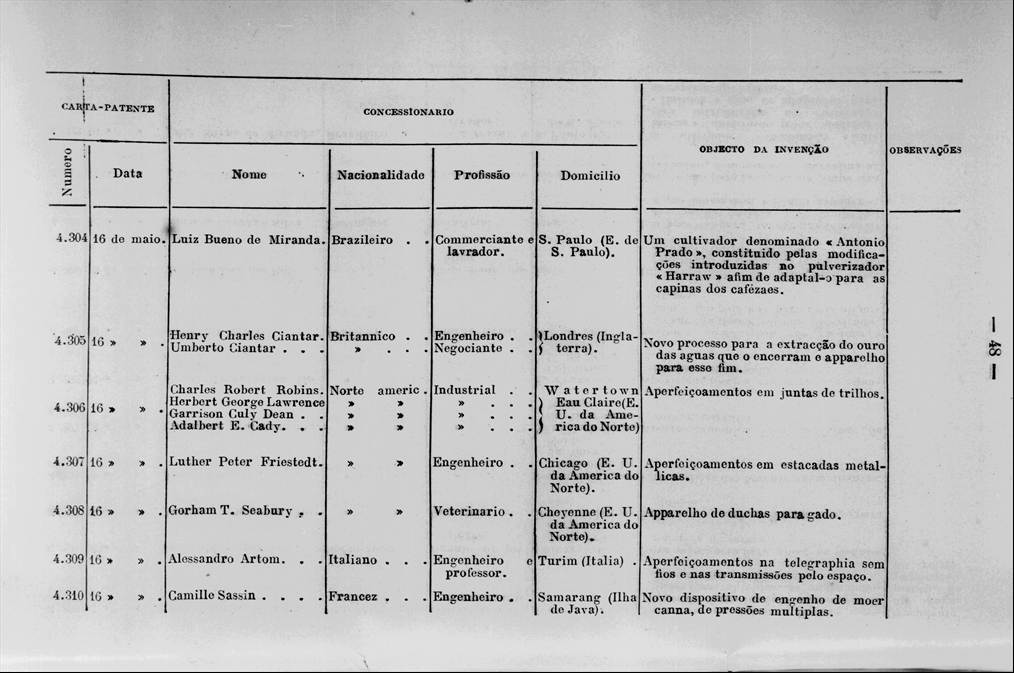 CARTA-PATENTE
CONCESSIONARIO
OBJECTO DA INVENÇÃO
OBSERVAÇÕES
Numero
Data
Nome
Nacionalidade
Profissão
Domicilio
4.304 16 de maio. Luiz Bueno de Miranda. Brazileiro . . Commerciante e S. Paulo (E. de Um cultivador denominado « Antonio
lavrador. S. Paulo). Prado », constituido pelas modifica-
ções introduzidas no pulverizador
« Harraw » afim de adaptal-o para as
capinas dos cafézaes.
4.305 16 » » . Henry Charles Ciantar. Britannico . . Engenheiro . . Londres (Ingla-
Umberto Ciantar . . . » . . . Negociante . . terra). Novo processo para a extracção do ouro
das aguas que o encerram e apparelho
para esse fim.
— 48 —
Charles Robert Robins. Norte americ. Industrial . . Watertown Aperfeiçoamentos em juntas de trilhos.
4.306 16 » » . Herbert George Lawrence » » » . . . Eau Claire (E.
Garrison Culy Dean . . » » » . . . U. da Ame-
Adalbert E. Cady. . . » » » . . . rica do Norte)
4.307 16 » » . Luther Peter Friestedt. » » Engenheiro . . Chicago (E. U. Aperfeiçoamentos em estacadas metal-
da America do licas.
Norte).
4.308 16 » » . Gorham T. Seabury . . » » Veterinario . . Cheyenne (E. U. Apparelho de duchas para gado.
da America do
Norte).
4.309 16 » » . Alessandro Artom. . . Italiano . . . Engenheiro e Turim (Italia) . Aperfeiçoamentos na telegraphia sem
professor. fios e nas transmissões pelo espaço.
4.310 16 » » . Camille Sassin . . . . Francez . . . Engenheiro . . Samarang (Ilha Novo dispositivo de engenho de moer
de Java). canna, de pressões multiplas.